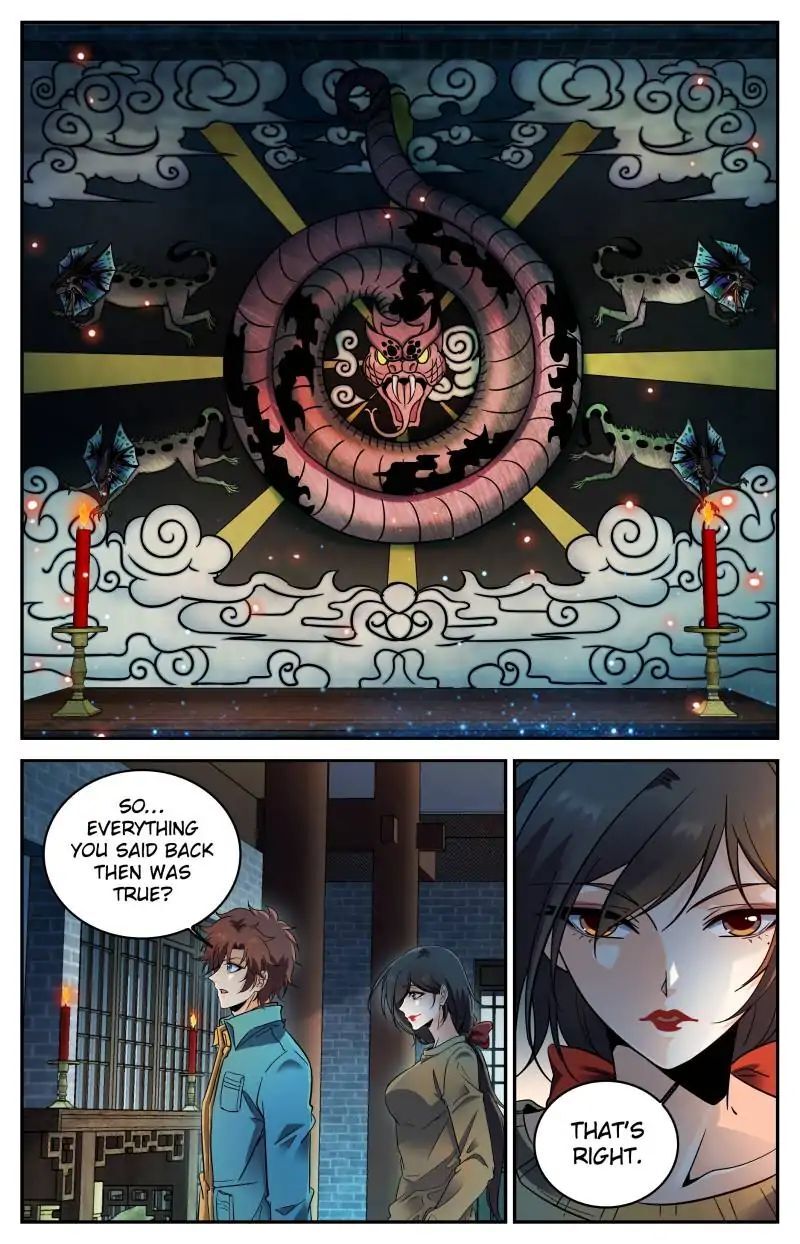 SO...
EVERYTHING
YOU SAID BACK
THEN WAS
TRUE?
THAT'S
RIGHT.